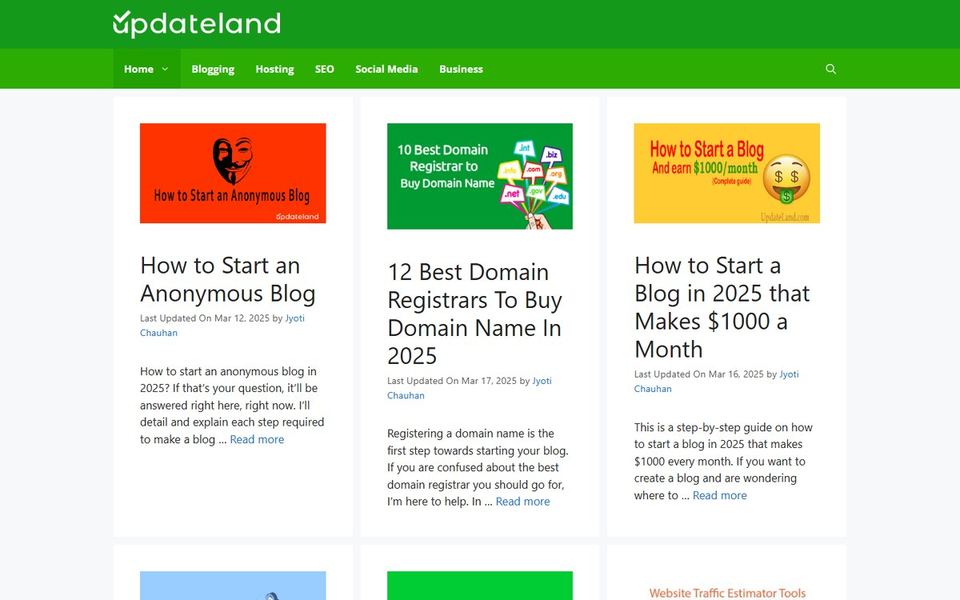 updateland
Home Blogging Hosting SEO Social Media Business
How to Start an Anonymous Blog
updateland
How to Start an
Anonymous Blog
Last Updated On Mar 12, 2025 by Jyoti
Chauhan
How to start an anonymous blog in
2025? If that's your question, it'll be
answered right here, right now. I'll
detail and explain each step required
to make a blog ... Read more
10 Best Domain
Registrar to
Buy Domain Name
.int
.biz
.info
.com
.org
.net
.gov
.edu
12 Best Domain
Registrars To Buy
Domain Name In
2025
Last Updated On Mar 17, 2025 by Jyoti
Chauhan
Registering a domain name is the
first step towards starting your blog.
If you are confused about the best
domain registrar you should go for,
I'm here to help. In ... Read more
How to Start a Blog
And earn $1000/month
(Complete guide)
UpdateLand.com
How to Start a
Blog in 2025 that
Makes $1000 a
Month
Last Updated On Mar 16, 2025 by Jyoti
Chauhan
This is a step-by-step guide on how
to start a blog in 2025 that makes
$1000 every month. If you want to
create a blog and are wondering
where to ... Read more
Website Traffic Estimator Tools